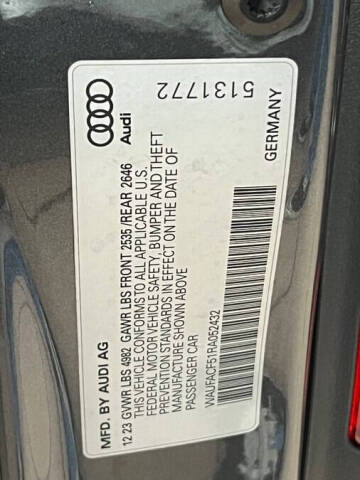 MFD. BY AUDI AG
12 23 GVWR LBS 4982 GAWR LBS FRONT 2535 /REAR 2646
THIS VEHICLE CONFORMS TO ALL APPLICABLE U.S.
FEDERAL MOTOR VEHICLE SAFETY, BUMPER AND THEFT
PREVENTION STANDARDS IN EFFECT ON THE DATE OF
MANUFACTURE SHOWN ABOVE
PASSENGER CAR
WAUFACF51RA052432
Audi
5131772
GERMANY